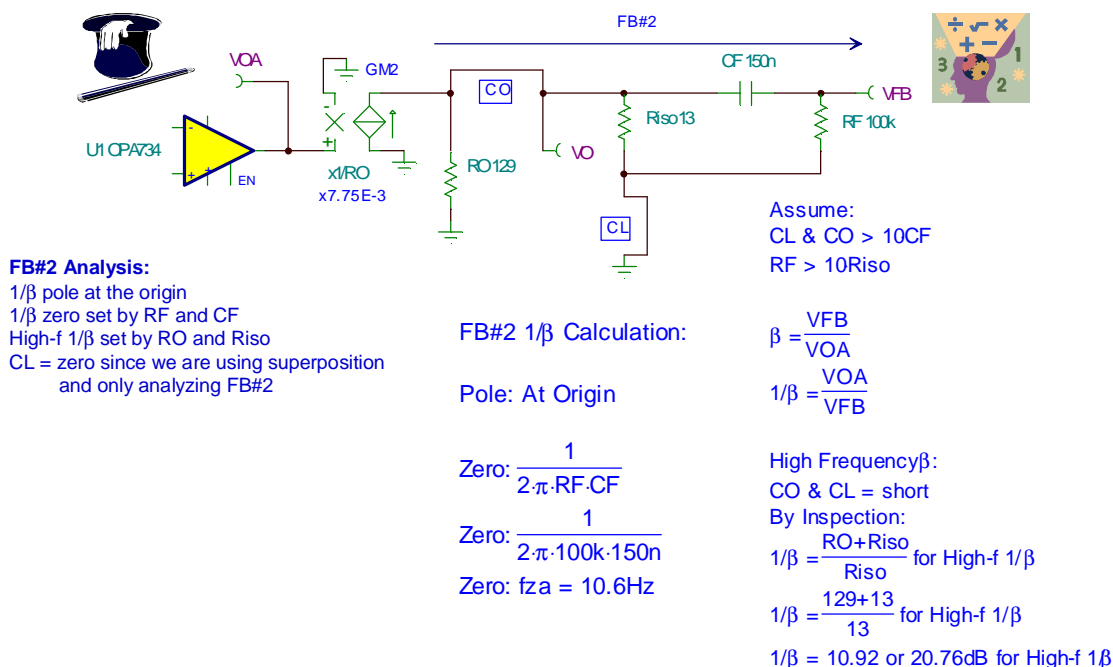 FB#2
VOA
GM2
CO
CF 150n
VFB
Riso 13
RF 100k
U1 OPA734
EN
x1/RO
x7.75E-3
RO 129
VO
CL
- +
- +
+
÷ √ ×
+ −
3 1
2
FB#2 Analysis:
1/β pole at the origin
1/β zero set by RF and CF
High-f 1/β set by RO and Riso
CL = zero since we are using superposition
and only analyzing FB#2
FB#2 1/β Calculation:
Pole: At Origin
Zero: 1/(2·π·RF·CF)
Zero: 1/(2·π·100k·150n)
Zero: fza = 10.6Hz
Assume:
CL & CO > 10CF
RF > 10Riso
β = VFB/VOA
1/β = VOA/VFB
High Frequencyβ:
CO & CL = short
By Inspection:
1/β = RO+Riso/Riso for High-f 1/β
1/β = 129+13/13 for High-f 1/β
1/β = 10.92 or 20.76dB for High-f 1/β